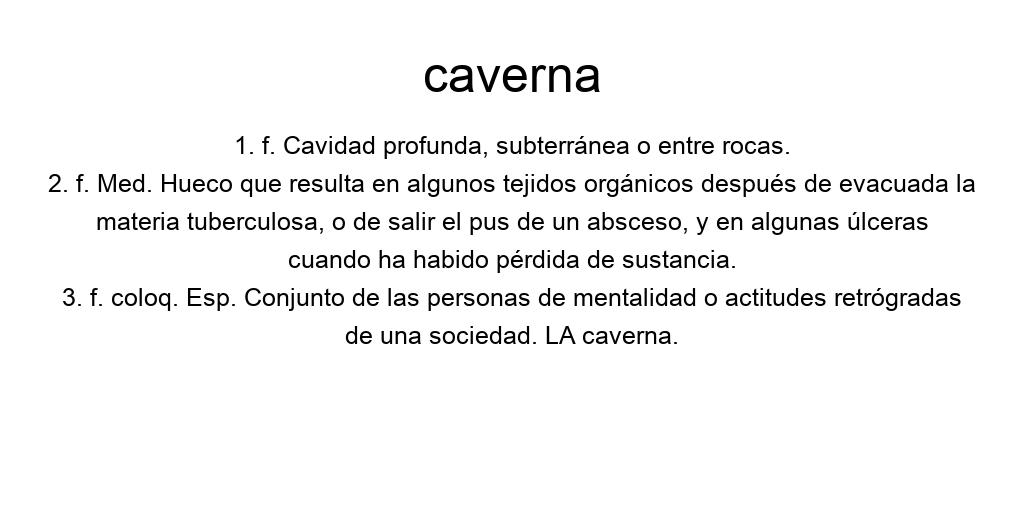 caverna
1. f. Cavidad profunda, subterránea o entre rocas.
2. f. Med. Hueco que resulta en algunos tejidos orgánicos después de evacuada la
materia tuberculosa, o de salir el pus de un absceso, y en algunas úlceras
cuando ha habido pérdida de sustancia.
3. f. coloq. Esp. Conjunto de las personas de mentalidad o actitudes retrógradas
de una sociedad. LA caverna.